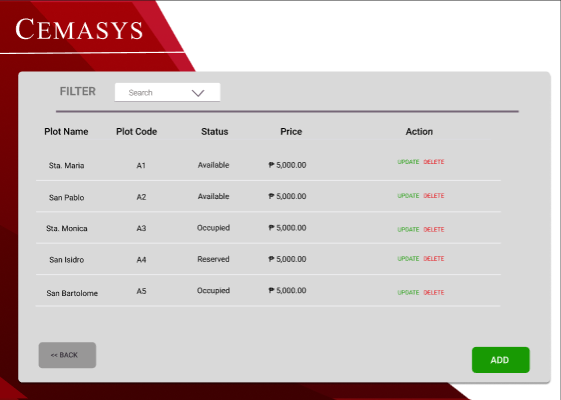 CEMASYS
FILTER Search
Plot Name Plot Code Status Price Action
Sta. Maria A1 Available ₱ 5,000.00 UPDATE DELETE
San Pablo A2 Available ₱ 5,000.00 UPDATE DELETE
Sta. Monica A3 Occupied ₱ 5,000.00 UPDATE DELETE
San Isidro A4 Reserved ₱ 5,000.00 UPDATE DELETE
San Bartolome A5 Occupied ₱ 5,000.00 UPDATE DELETE
<< BACK ADD